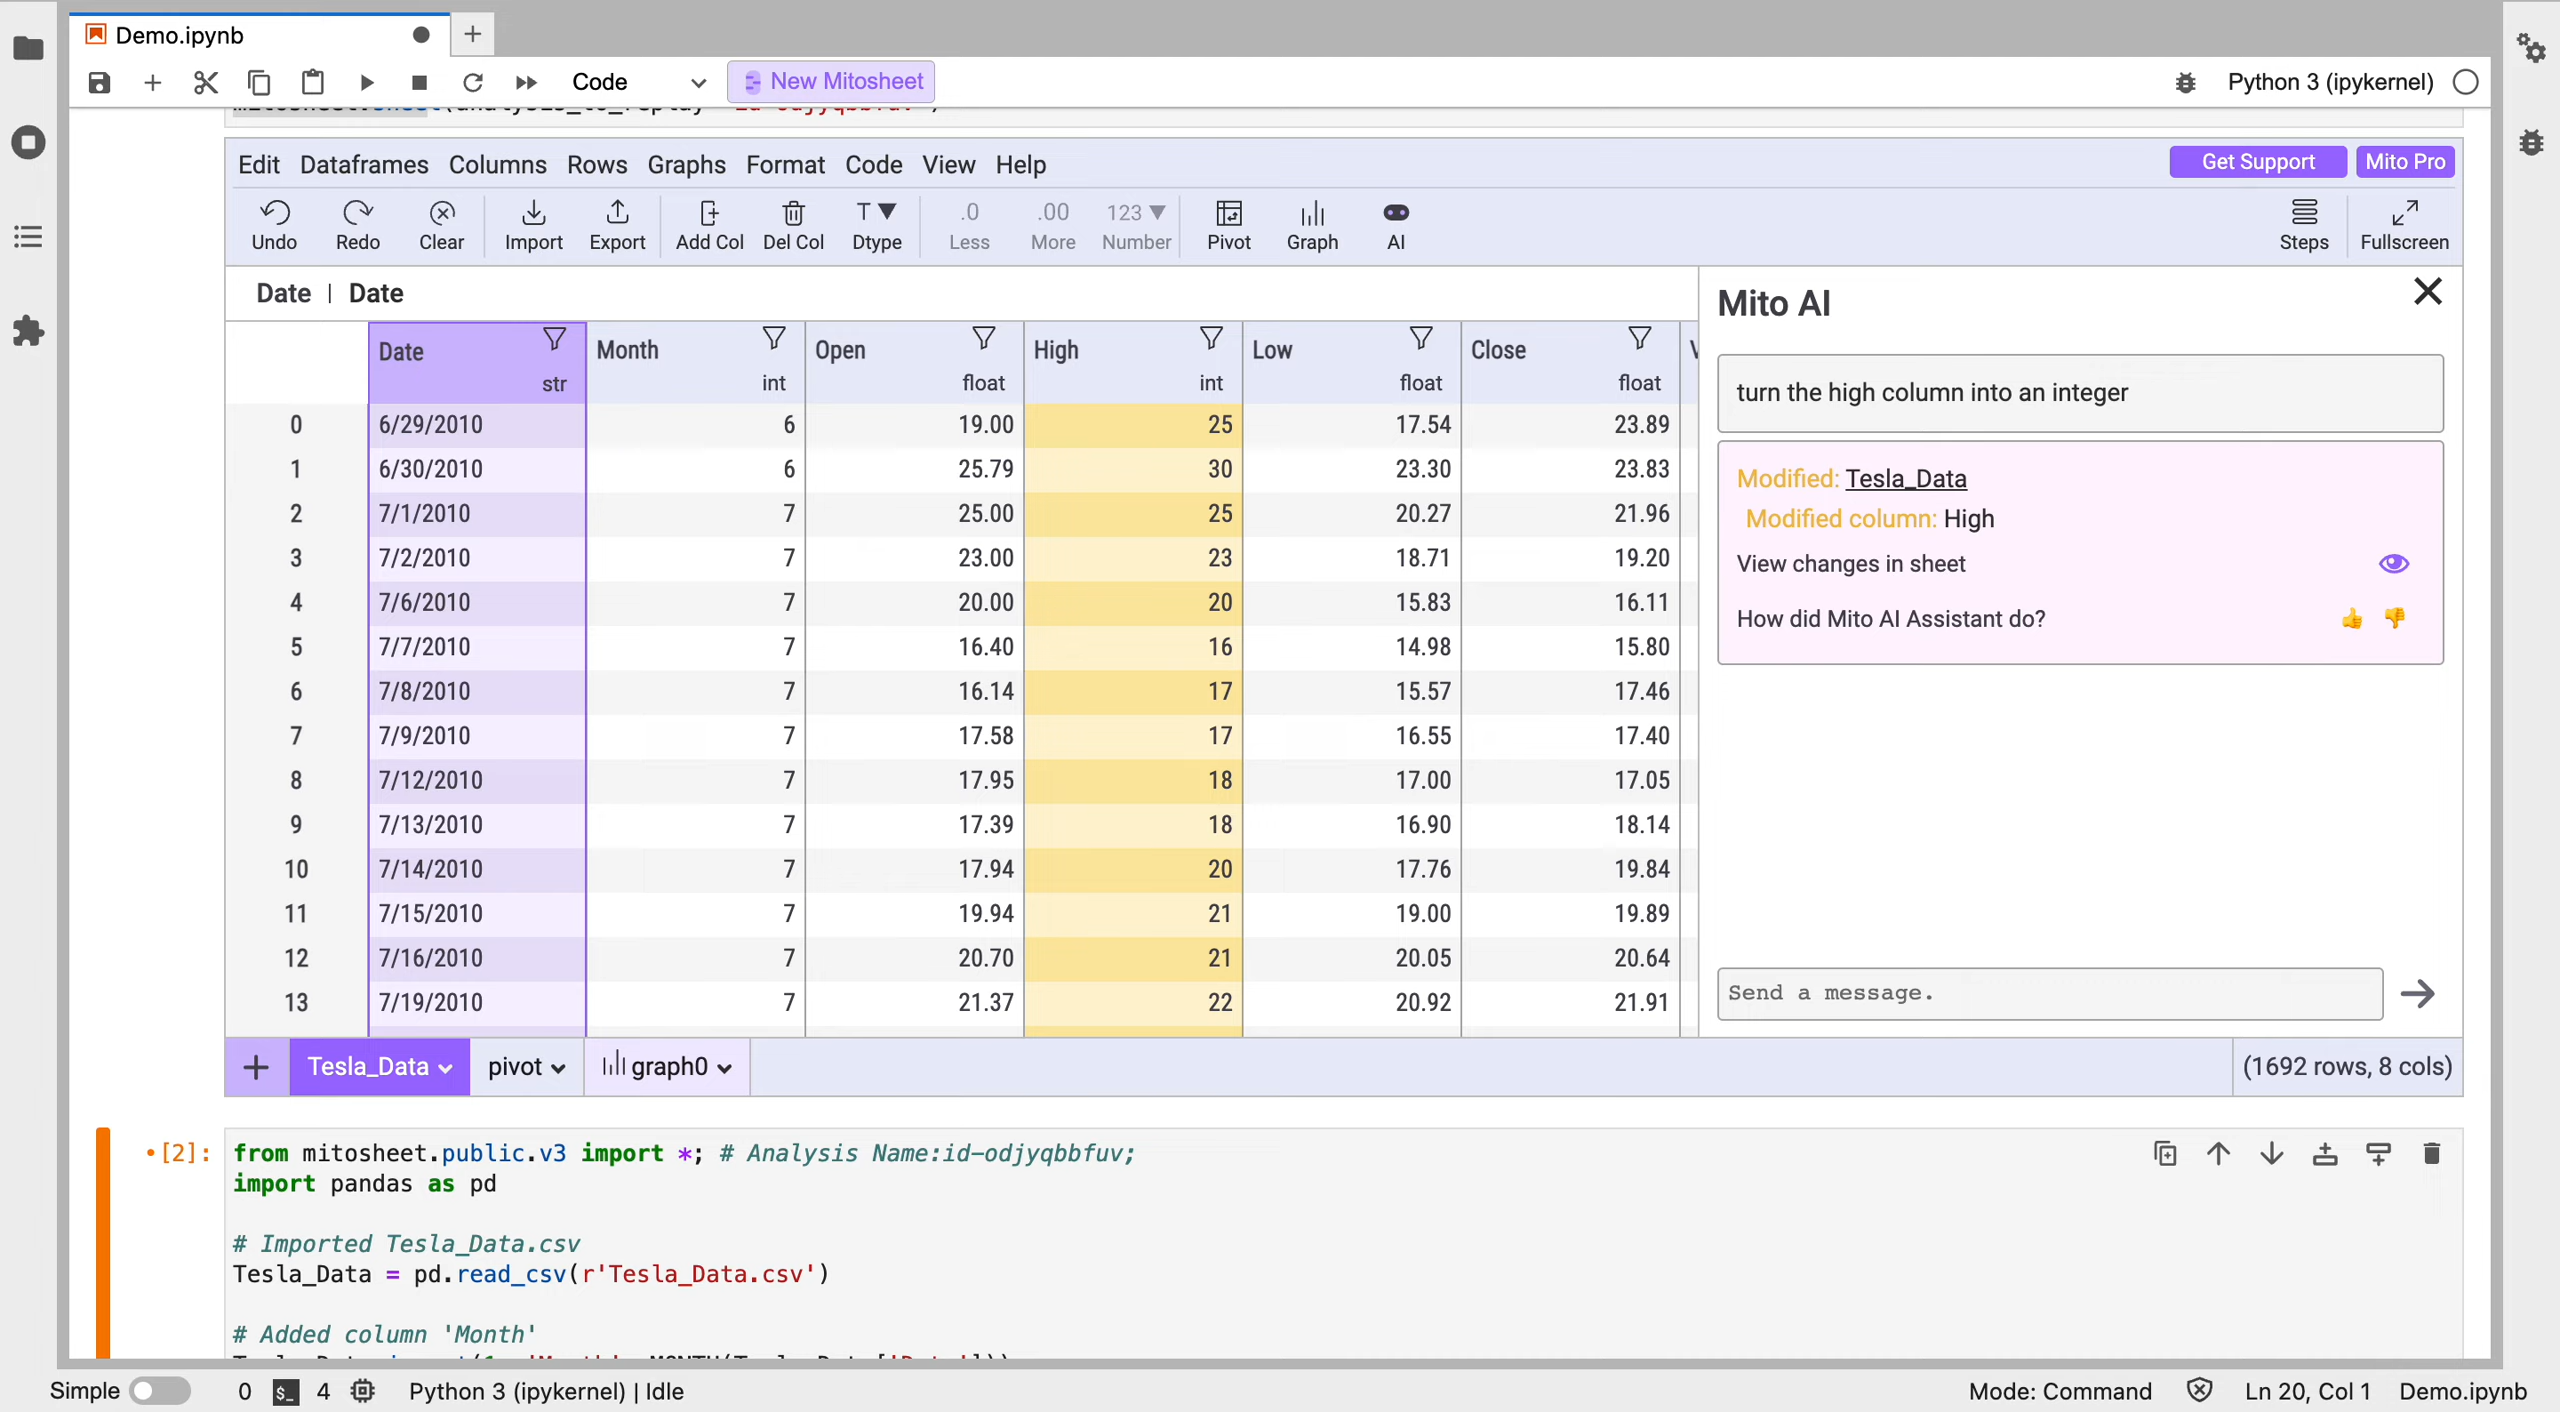 Demo.ipynb
Code
New Mitosheet
Python 3 (ipykernel)
Edit Dataframes Columns Rows Graphs Format Code View Help
Get Support
Mito Pro
Undo Redo Clear Import Export Add Col Del Col Dtype Less More Number Pivot Graph AI Steps Fullscreen
Date | Date
Mito AI
Date Month Open High Low Close
str int float int float float
0 6/29/2010 6 19.00 25 17.54 23.89
1 6/30/2010 6 25.79 30 23.30 23.83
2 7/1/2010 7 25.00 25 20.27 21.96
3 7/2/2010 7 23.00 23 18.71 19.20
4 7/6/2010 7 20.00 20 15.83 16.11
5 7/7/2010 7 16.40 16 14.98 15.80
6 7/8/2010 7 16.14 17 15.57 17.46
7 7/9/2010 7 17.58 17 16.55 17.40
8 7/12/2010 7 17.95 18 17.00 17.05
9 7/13/2010 7 17.39 18 16.90 18.14
10 7/14/2010 7 17.94 20 17.76 19.84
11 7/15/2010 7 19.94 21 19.00 19.89
12 7/16/2010 7 20.70 21 20.05 20.64
13 7/19/2010 7 21.37 22 20.92 21.91
turn the high column into an integer
Modified: Tesla_Data
Modified column: High
View changes in sheet
How did Mito AI Assistant do?
Send a message.
Tesla_Data
pivot
graph0
(1692 rows, 8 cols)
[2]:
from mitosheet.public.v3 import *; # Analysis Name:id-odjyqbbfuv;
import pandas as pd
# Imported Tesla_Data.csv
Tesla_Data = pd.read_csv(r'Tesla_Data.csv')
# Added column 'Month'
Simple 0 $_ 4 Python 3 (ipykernel) | Idle
Mode: Command Ln 20, Col 1 Demo.ipynb